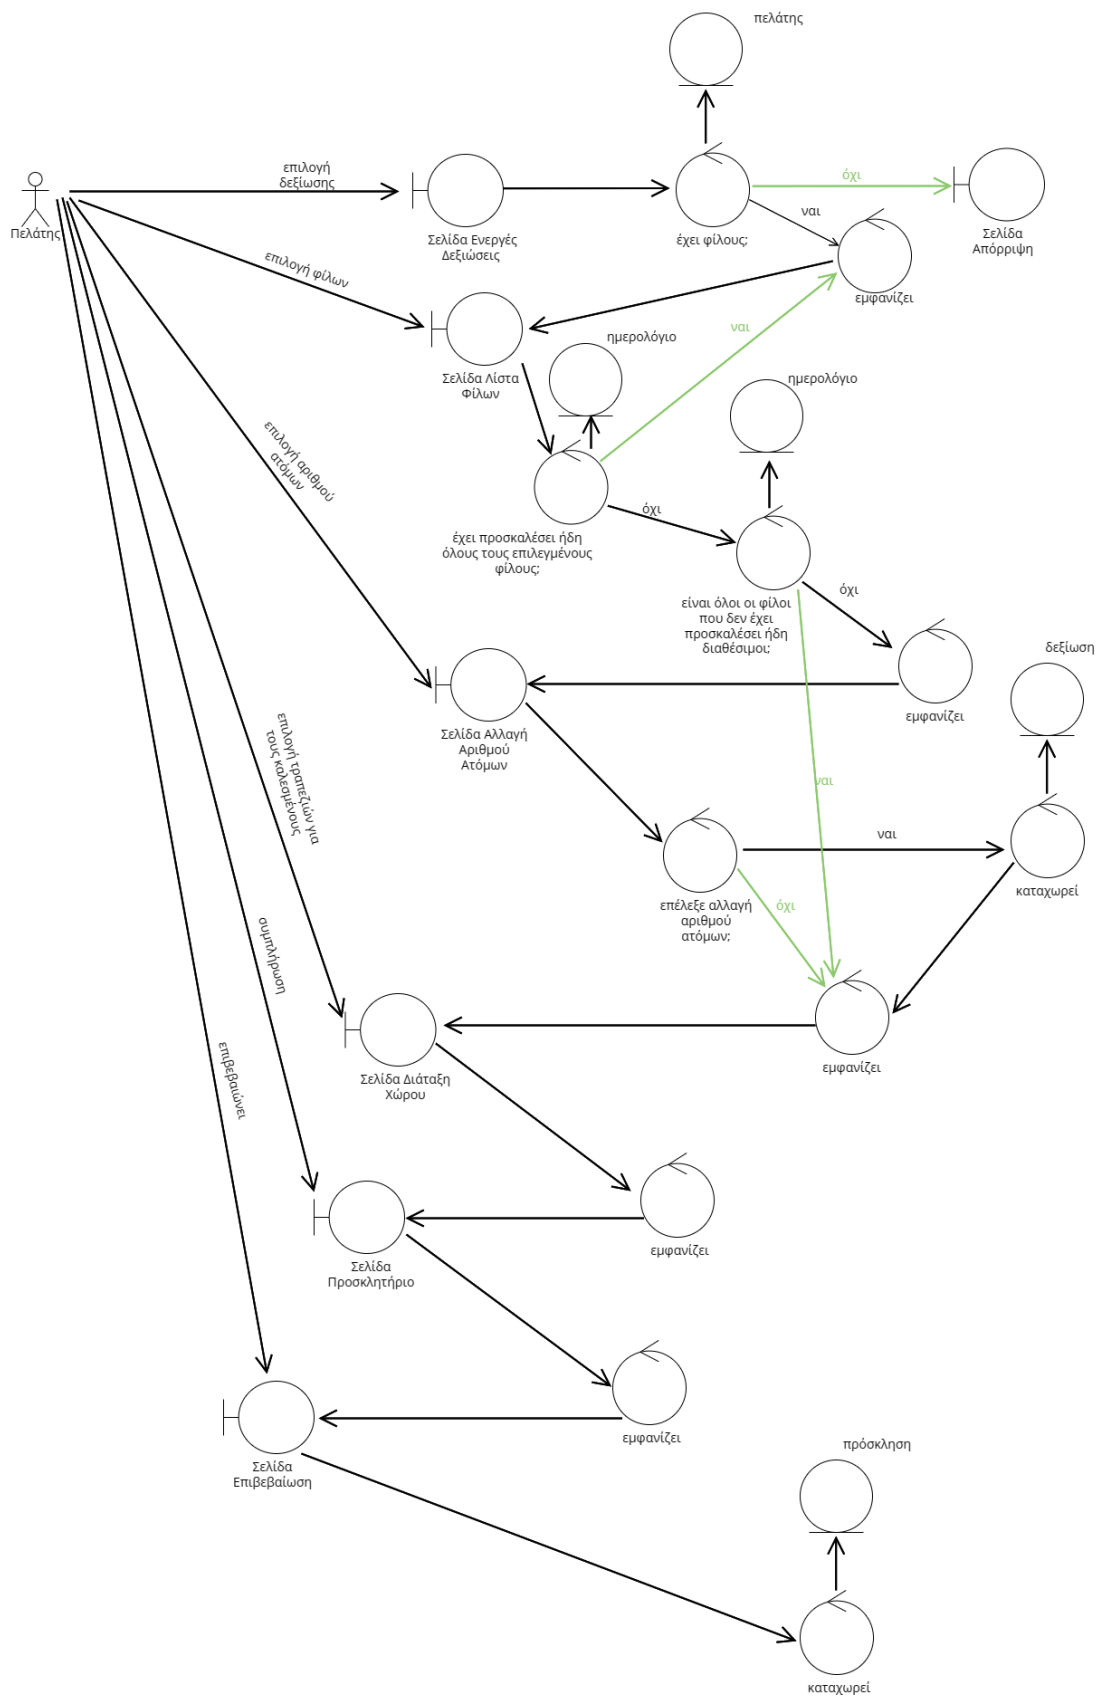 πελάτης
επιλογή
δεξίωσης
όχι
Πελάτης
Σελίδα Ενεργές
Δεξιώσεις
έχει φίλους;
ναι
Σελίδα
Απόρριψη
επιλογή φίλων
εμφανίζει
ναι
ημερολόγιο
Σελίδα Λίστα
Φίλων
ημερολόγιο
επιλογή αριθμού
ατόμων
όχι
έχει προσκαλέσει ήδη
όλους τους επιλεγμένους
φίλους;
όχι
είναι όλοι οι φίλοι
που δεν έχει
προσκαλέσει ήδη
διαθέσιμοι;
δεξίωση
εμφανίζει
Σελίδα Αλλαγή
Αριθμού
Ατόμων
επιλογή τραπεζιών για
τους καλεσμένους
ναι
ναι
καταχωρεί
επέλεξε αλλαγή
αριθμού
ατόμων;
όχι
συμπλήρωση
εμφανίζει
Σελίδα Διάταξη
Χώρου
επιβεβαιώνει
εμφανίζει
Σελίδα
Προσκλητήριο
εμφανίζει
πρόσκληση
Σελίδα
Επιβεβαίωση
καταχωρεί